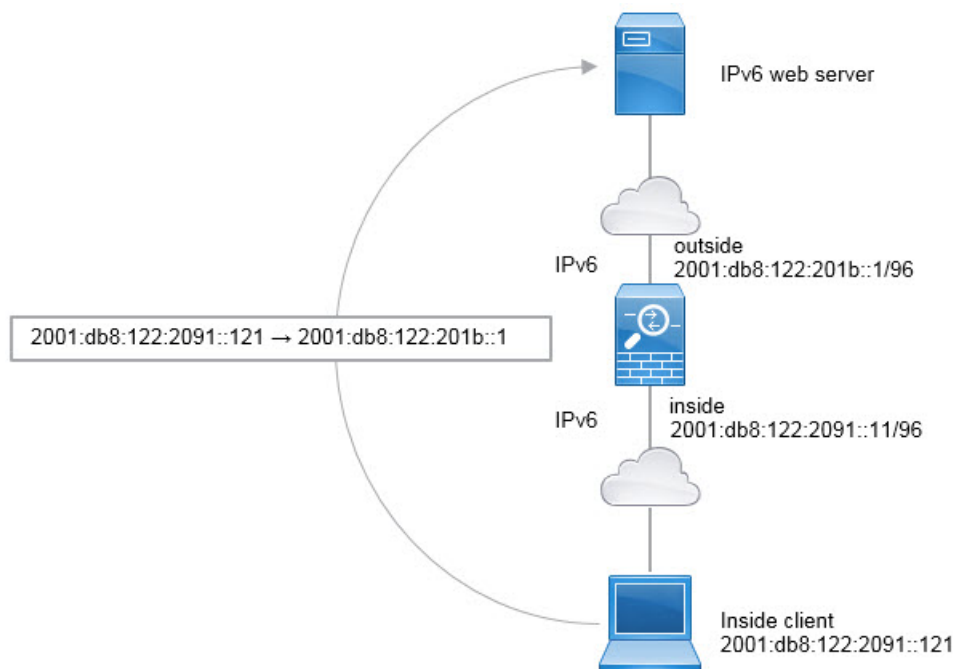 IPv6 web server
outside
IPv6
2001:db8:122:201b::1/96
2001:db8:122:2091::121 → 2001:db8:122:201b::1
inside
IPv6
2001:db8:122:2091::11/96
Inside client
2001:db8:122:2091::121